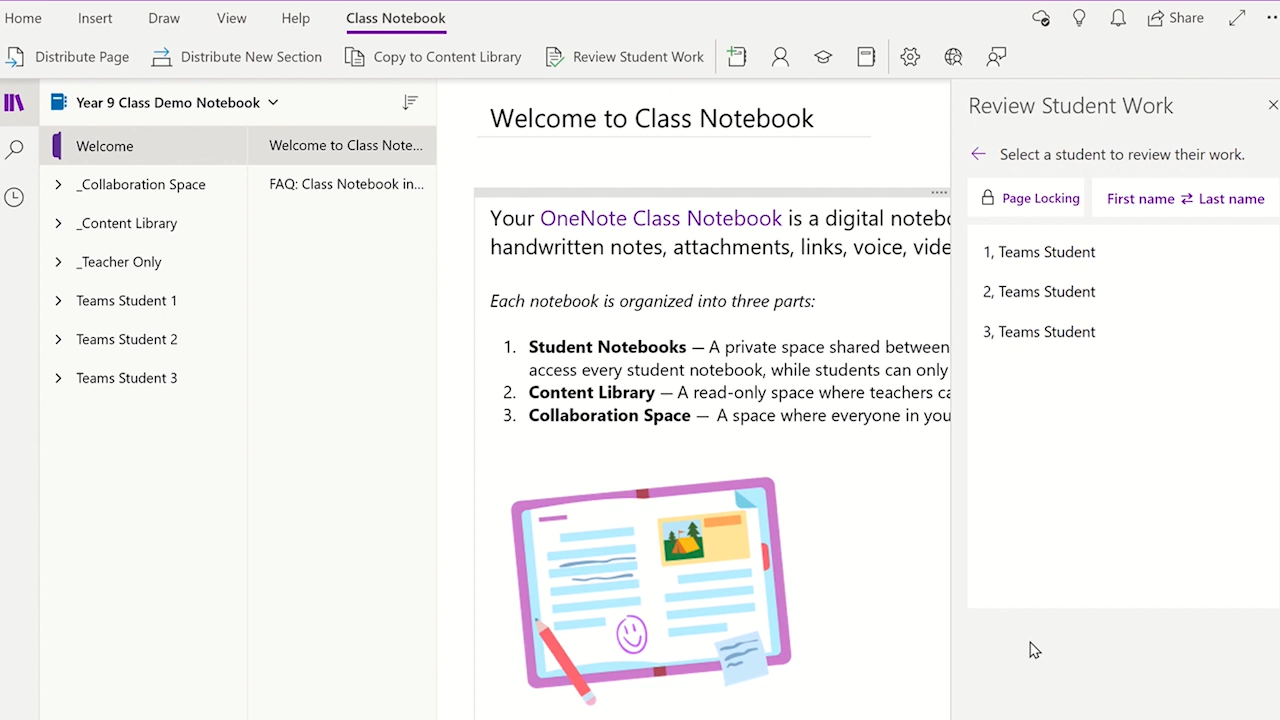 Home Insert Draw View Help Class Notebook Share
Distribute Page Distribute New Section Copy to Content Library Review Student Work
Year 9 Class Demo Notebook
Welcome
_Collaboration Space
_Content Library
_Teacher Only
Teams Student 1
Teams Student 2
Teams Student 3
Welcome to Class Note...
FAQ: Class Notebook in...
Welcome to Class Notebook
Your OneNote Class Notebook is a digital notebo
handwritten notes, attachments, links, voice, vide
Each notebook is organized into three parts:
1. Student Notebooks — A private space shared between
access every student notebook, while students can only
2. Content Library — A read-only space where teachers ca
3. Collaboration Space — A space where everyone in you
Review Student Work
Select a student to review their work.
Page Locking First name ⇄ Last name
1, Teams Student
2, Teams Student
3, Teams Student